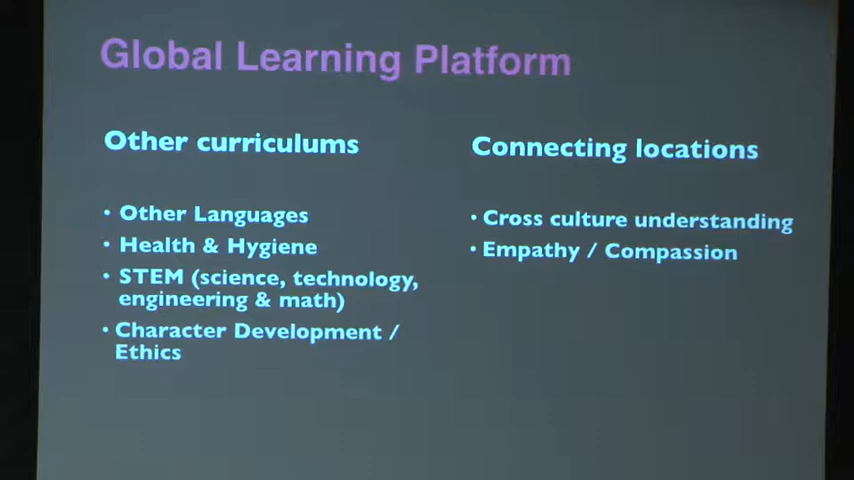 Global Learning Platform
Other curriculums
• Other Languages
• Health & Hygiene
• STEM (science, technology,
engineering & math)
• Character Development /
Ethics
Connecting locations
• Cross culture understanding
• Empathy / Compassion